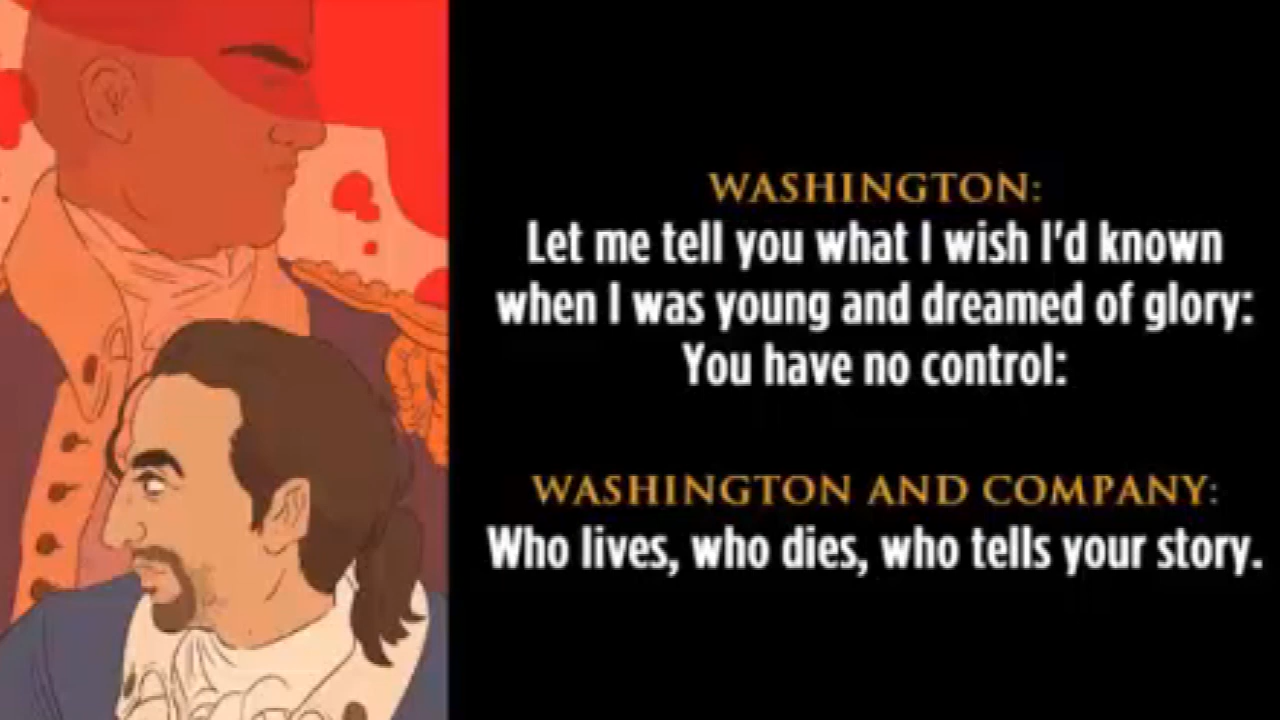 WASHINGTON:
Let me tell you what I wish I'd known
when I was young and dreamed of glory:
You have no control:
WASHINGTON AND COMPANY:
Who lives, who dies, who tells your story.